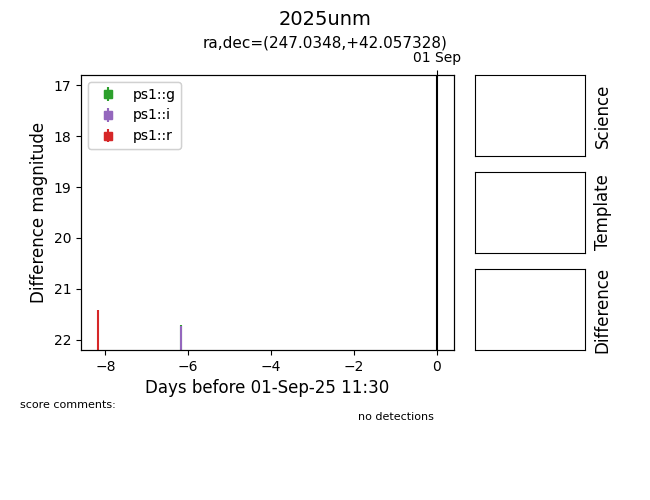 2025unm
ra,dec=(247.0348,+42.057328)
01 Sep
ps1::g
ps1::i
ps1::r
17
18
19
20
21
22
Difference magnitude
−8
−6
−4
−2
0
Days before 01-Sep-25 11:30
Science
Template
Difference
score comments:
no detections